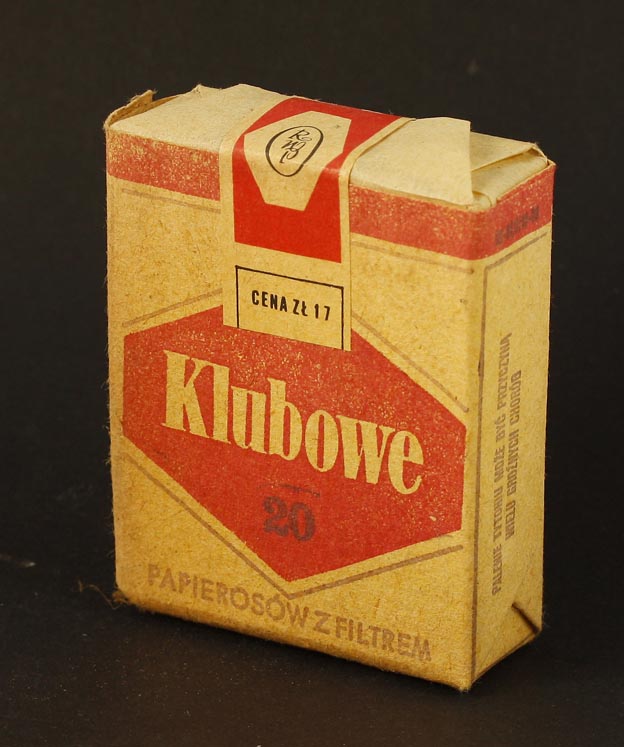 CENA ZŁ 17
Klubowe
20
PAPIEROSÓW Z FILTREM
PALENIE TYTONIU MOŻE BYĆ PRZYCZYNĄ
WIELU GROŹNYCH CHORÓB